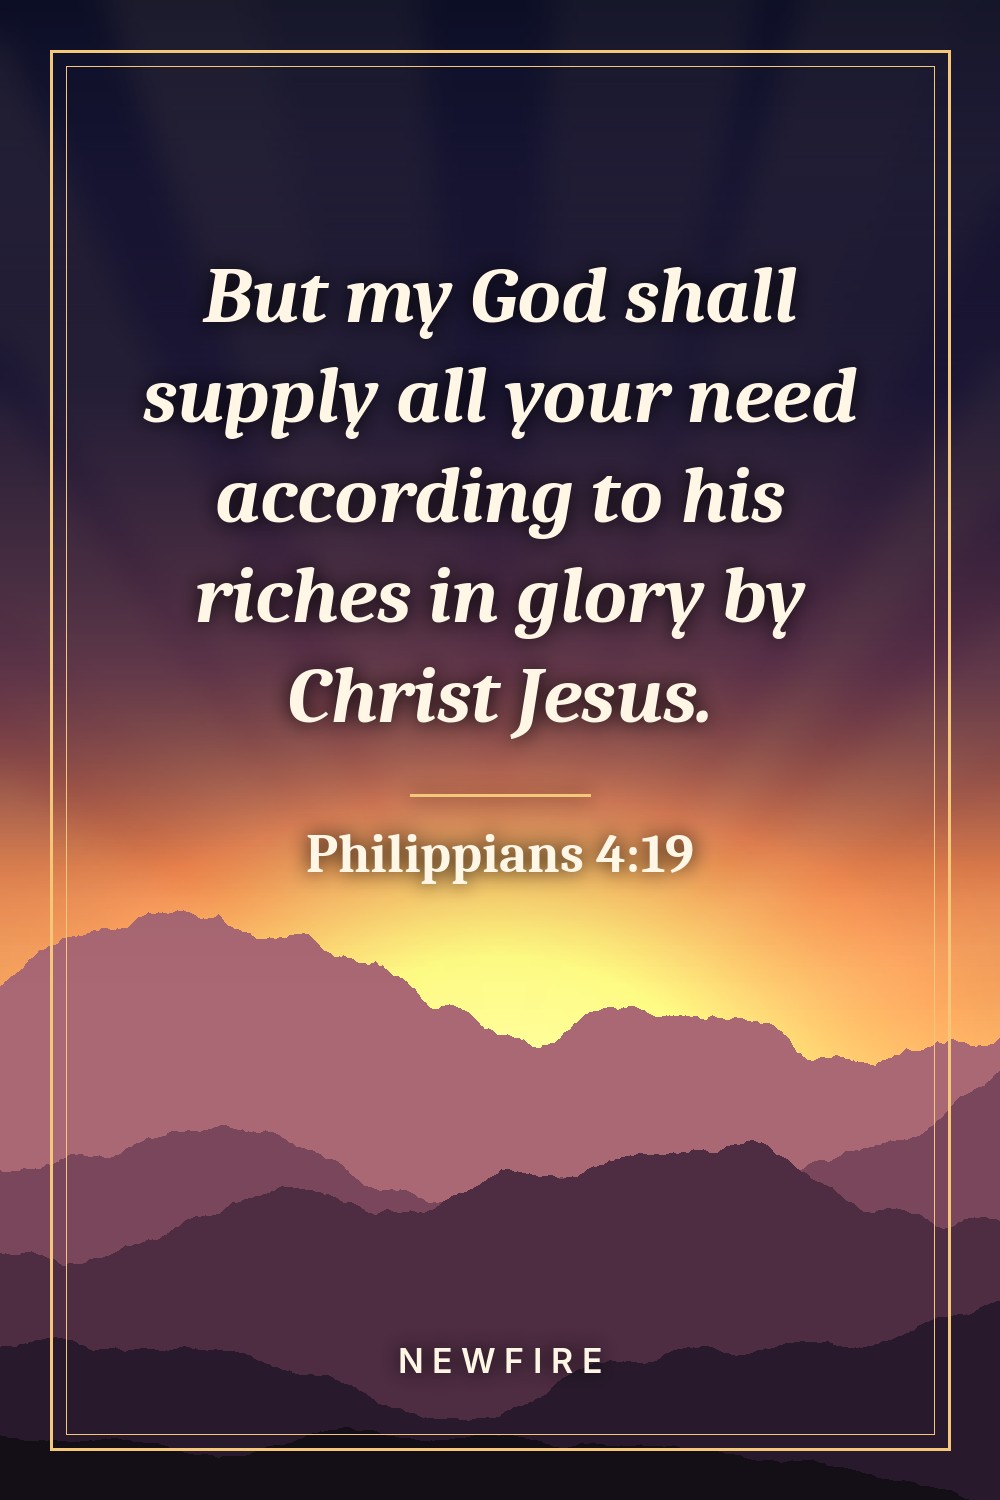 But my God shall
supply all your need
according to his
riches in glory by
Christ Jesus.
Philippians 4:19
NEWFIRE